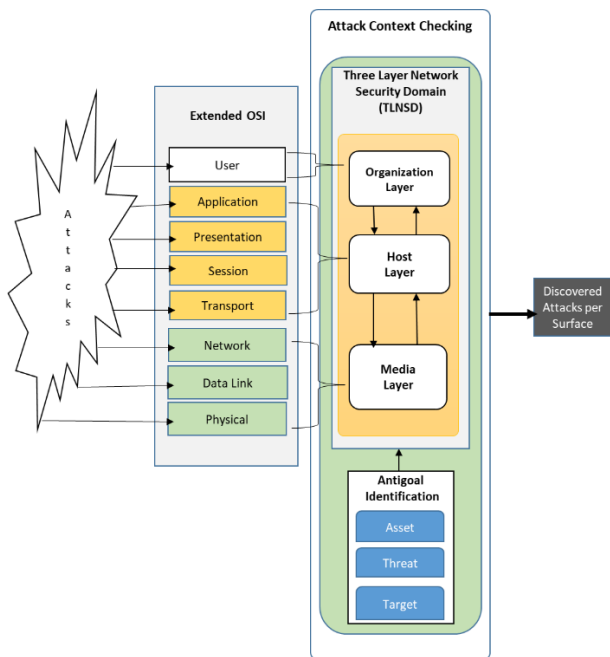 Attack Context Checking
Three Layer Network
Security Domain
(TLNSD)
Extended OSI
Attacks
User
Application
Presentation
Session
Transport
Network
Data Link
Physical
Organization
Layer
Host
Layer
Media
Layer
Discovered
Attacks per
Surface
Antigoal
Identification
Asset
Threat
Target